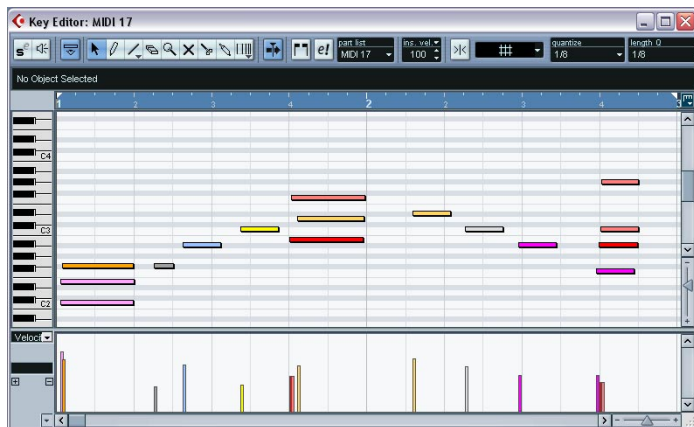 Key Editor: MIDI 17
part list
MIDI 17
ins. vel.
100
quantize
1/8
length Q
1/8
No Object Selected
1 2 3 4 2 2 3 4 3
C4
C3
C2
Veloci